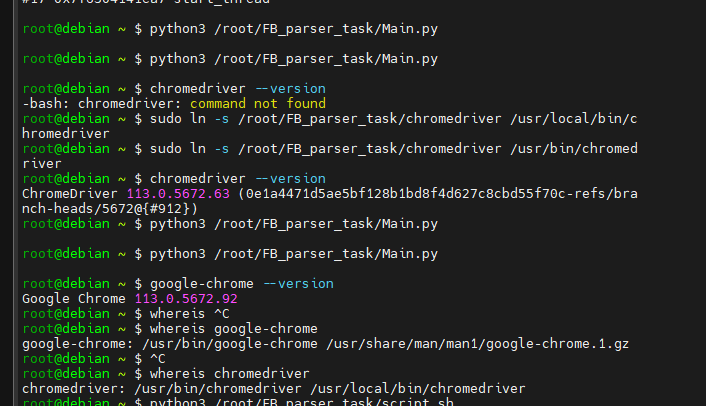 #17 0x7f8304141ea7 start_thread
root@debian ~ $ python3 /root/FB_parser_task/Main.py
root@debian ~ $ python3 /root/FB_parser_task/Main.py
root@debian ~ $ chromedriver --version
-bash: chromedriver: command not found
root@debian ~ $ sudo ln -s /root/FB_parser_task/chromedriver /usr/local/bin/c
hromedriver
root@debian ~ $ sudo ln -s /root/FB_parser_task/chromedriver /usr/bin/chromed
river
root@debian ~ $ chromedriver --version
ChromeDriver 113.0.5672.63 (0e1a4471d5ae5bf128b1bd8f4d627c8cbd55f70c-refs/bra
nch-heads/5672@{#912})
root@debian ~ $ python3 /root/FB_parser_task/Main.py
root@debian ~ $ python3 /root/FB_parser_task/Main.py
root@debian ~ $ google-chrome --version
Google Chrome 113.0.5672.92
root@debian ~ $ whereis ^C
root@debian ~ $ whereis google-chrome
google-chrome: /usr/bin/google-chrome /usr/share/man/man1/google-chrome.1.gz
root@debian ~ $ ^C
root@debian ~ $ whereis chromedriver
chromedriver: /usr/bin/chromedriver /usr/local/bin/chromedriver
root@debian ~ $ python3 /root/FB_parser_task/script.sh